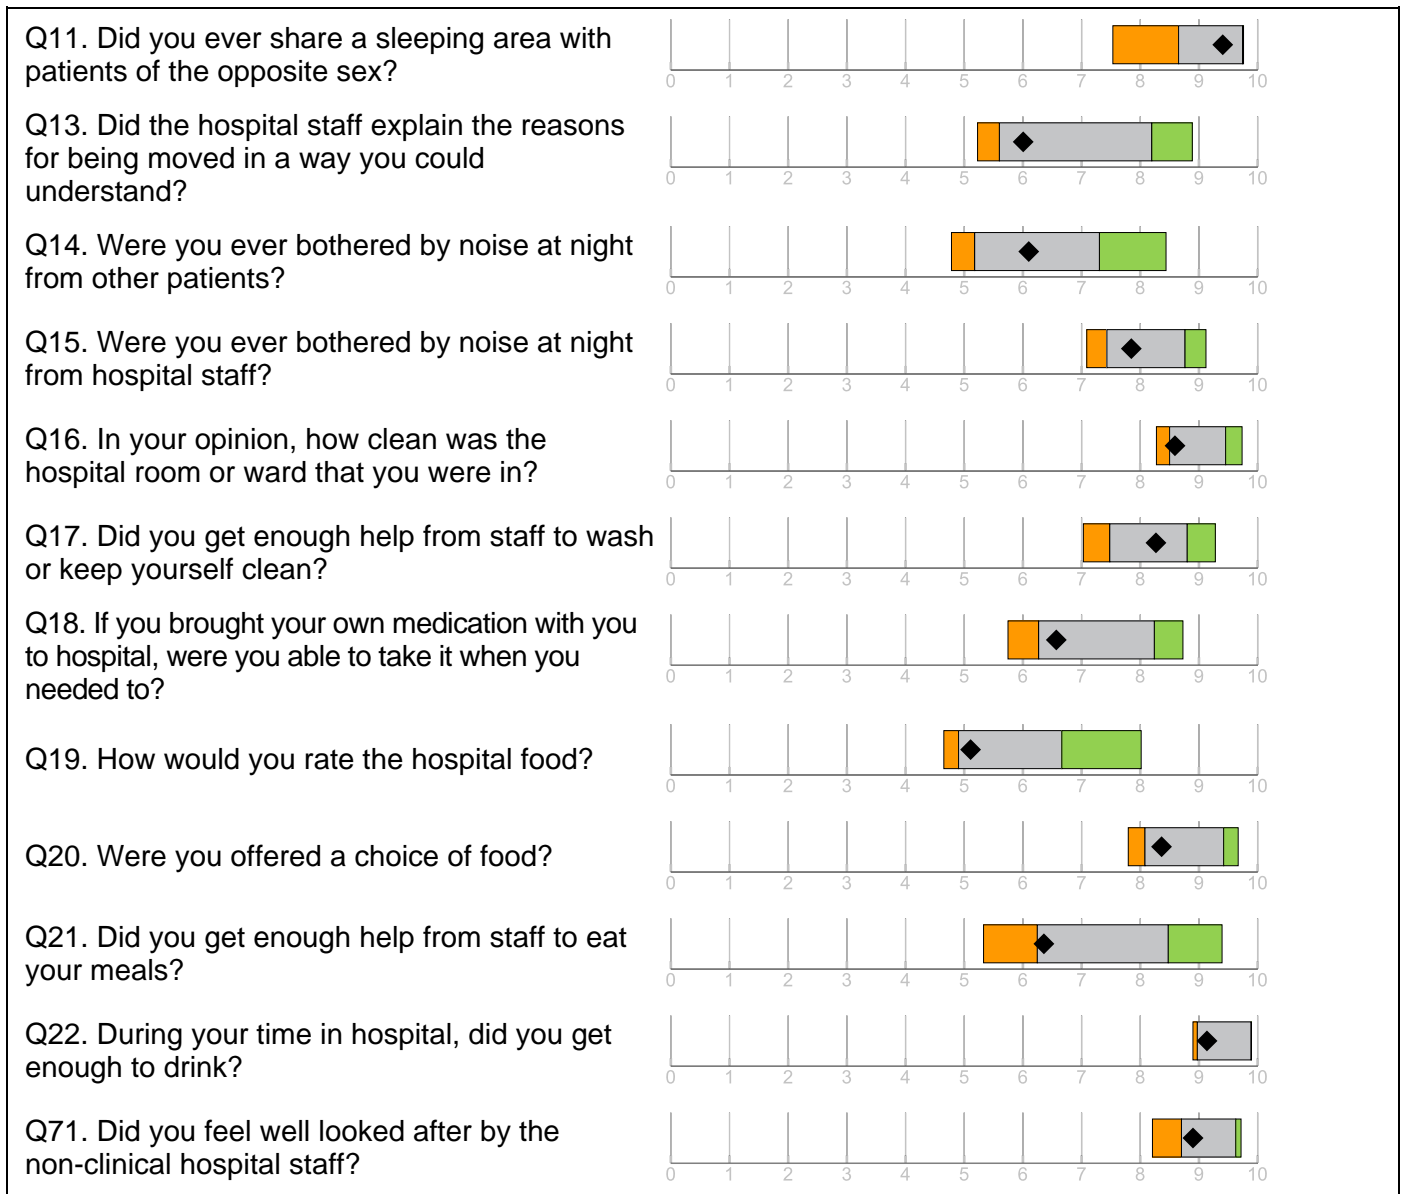 Q11. Did you ever share a sleeping area with
patients of the opposite sex?
0 1 2 3 4 5 6 7 8 9 10
Q13. Did the hospital staff explain the reasons
for being moved in a way you could
understand?
0 1 2 3 4 5 6 7 8 9 10
Q14. Were you ever bothered by noise at night
from other patients?
0 1 2 3 4 5 6 7 8 9 10
Q15. Were you ever bothered by noise at night
from hospital staff?
0 1 2 3 4 5 6 7 8 9 10
Q16. In your opinion, how clean was the
hospital room or ward that you were in?
0 1 2 3 4 5 6 7 8 9 10
Q17. Did you get enough help from staff to wash
or keep yourself clean?
0 1 2 3 4 5 6 7 8 9 10
Q18. If you brought your own medication with you
to hospital, were you able to take it when you
needed to?
0 1 2 3 4 5 6 7 8 9 10
Q19. How would you rate the hospital food?
0 1 2 3 4 5 6 7 8 9 10
Q20. Were you offered a choice of food?
0 1 2 3 4 5 6 7 8 9 10
Q21. Did you get enough help from staff to eat
your meals?
0 1 2 3 4 5 6 7 8 9 10
Q22. During your time in hospital, did you get
enough to drink?
0 1 2 3 4 5 6 7 8 9 10
Q71. Did you feel well looked after by the
non-clinical hospital staff?
0 1 2 3 4 5 6 7 8 9 10